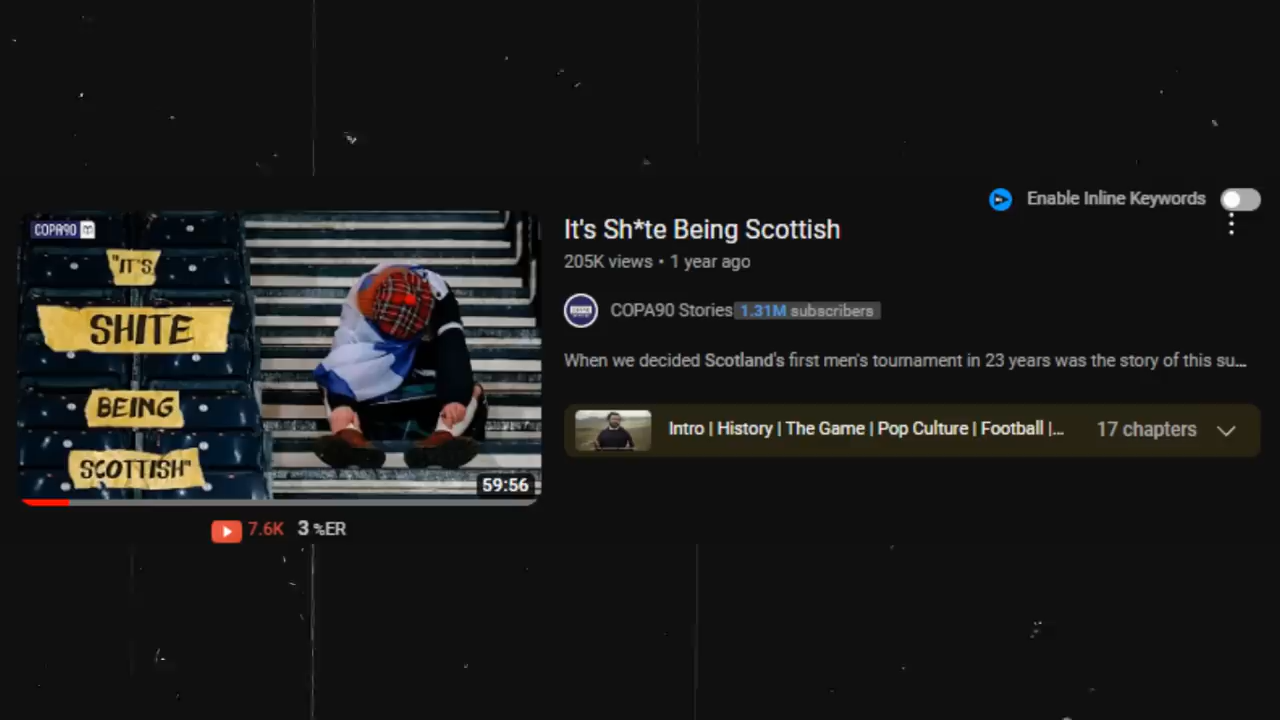 Enable Inline Keywords
COPA90
"IT'S
SHITE
BEING
SCOTTISH"
59:56
7.6K 3 %ER
It's Sh*te Being Scottish
205K views • 1 year ago
COPA90 Stories 1.31M subscribers
When we decided Scotland's first men's tournament in 23 years was the story of this su...
Intro | History | The Game | Pop Culture | Football |... 17 chapters